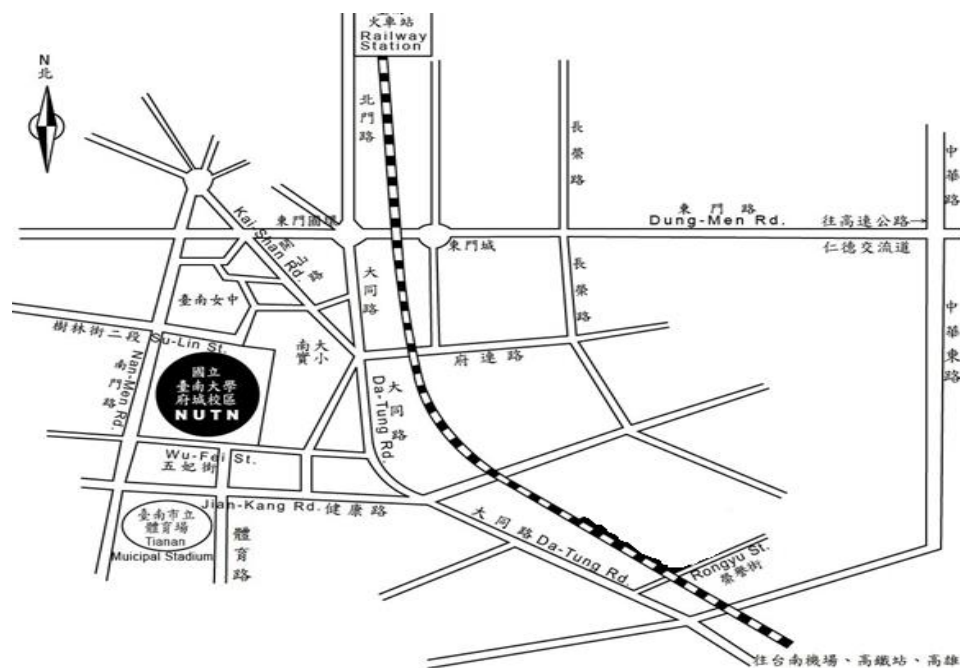 火車站
Railway
Station
N
北
北門路
長榮路
中華路
東門路
Dung-Men Rd.
往高速公路→
仁德交流道
東門圓環
東門城
Kai-Shan Rd.
開山路
大同路
長榮路
中華東路
臺南女中
樹林街二段
Su-Lin St.
南大
實小
府連路
Nan-Men Rd.
南門路
國立
臺南大學
府城校區
NUTN
大同路
Da-Tung Rd.
Wu-Fei St.
五妃街
Jian-Kang Rd. 健康路
臺南市立
體育場
Tianan
Muicipal Stadium
體育路
大同路 Da-Tung Rd.
Rongyu St.
榮譽街
往台南機場、高鐵站、高雄